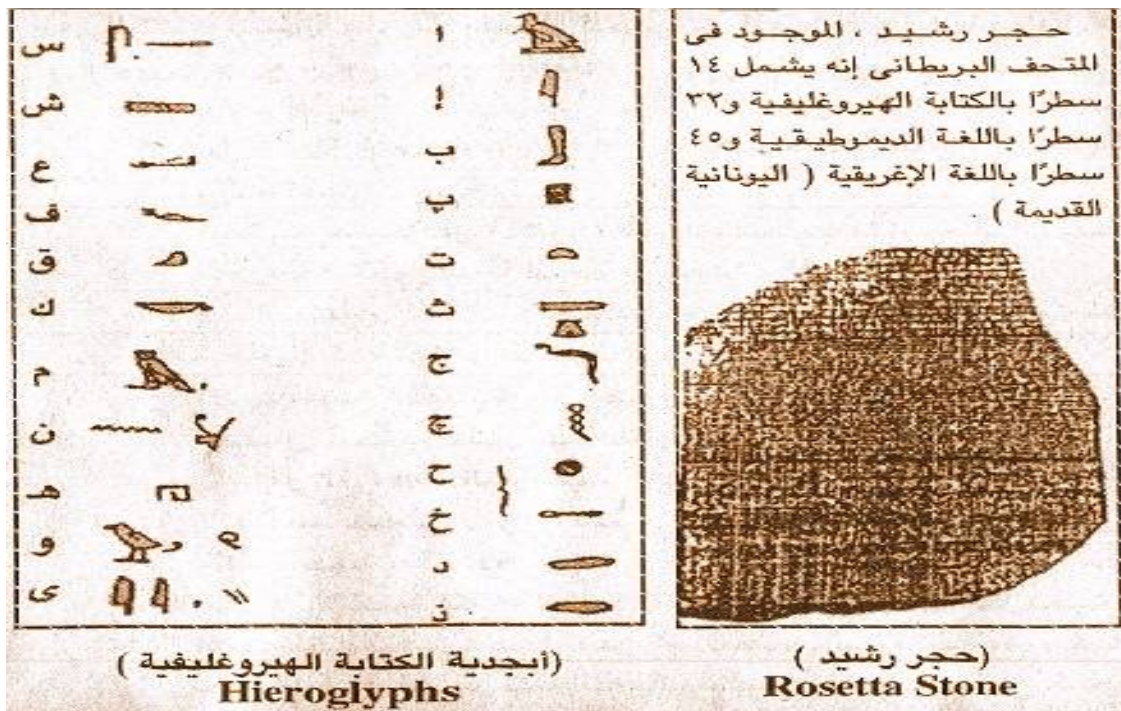 حجر رشيد ، الموجود فى
المتحف البريطانى إنه يشمل ١٤
سطرًا بالكتابة الهيروغليفية و٣٢
سطرًا باللغة الديموطيقية و٤٥
سطرًا باللغة الإغريقية ( اليونانية
القديمة ) .
(حجر رشيد )
Rosetta Stone
ا
إ
ب
پ
ت
ث
ج
چ
ح
خ
د
ذ
س
ش
ع
ف
ق
ك
م
ن
هـ
و
ى
(أبجدية الكتابة الهيروغليفية )
Hieroglyphs